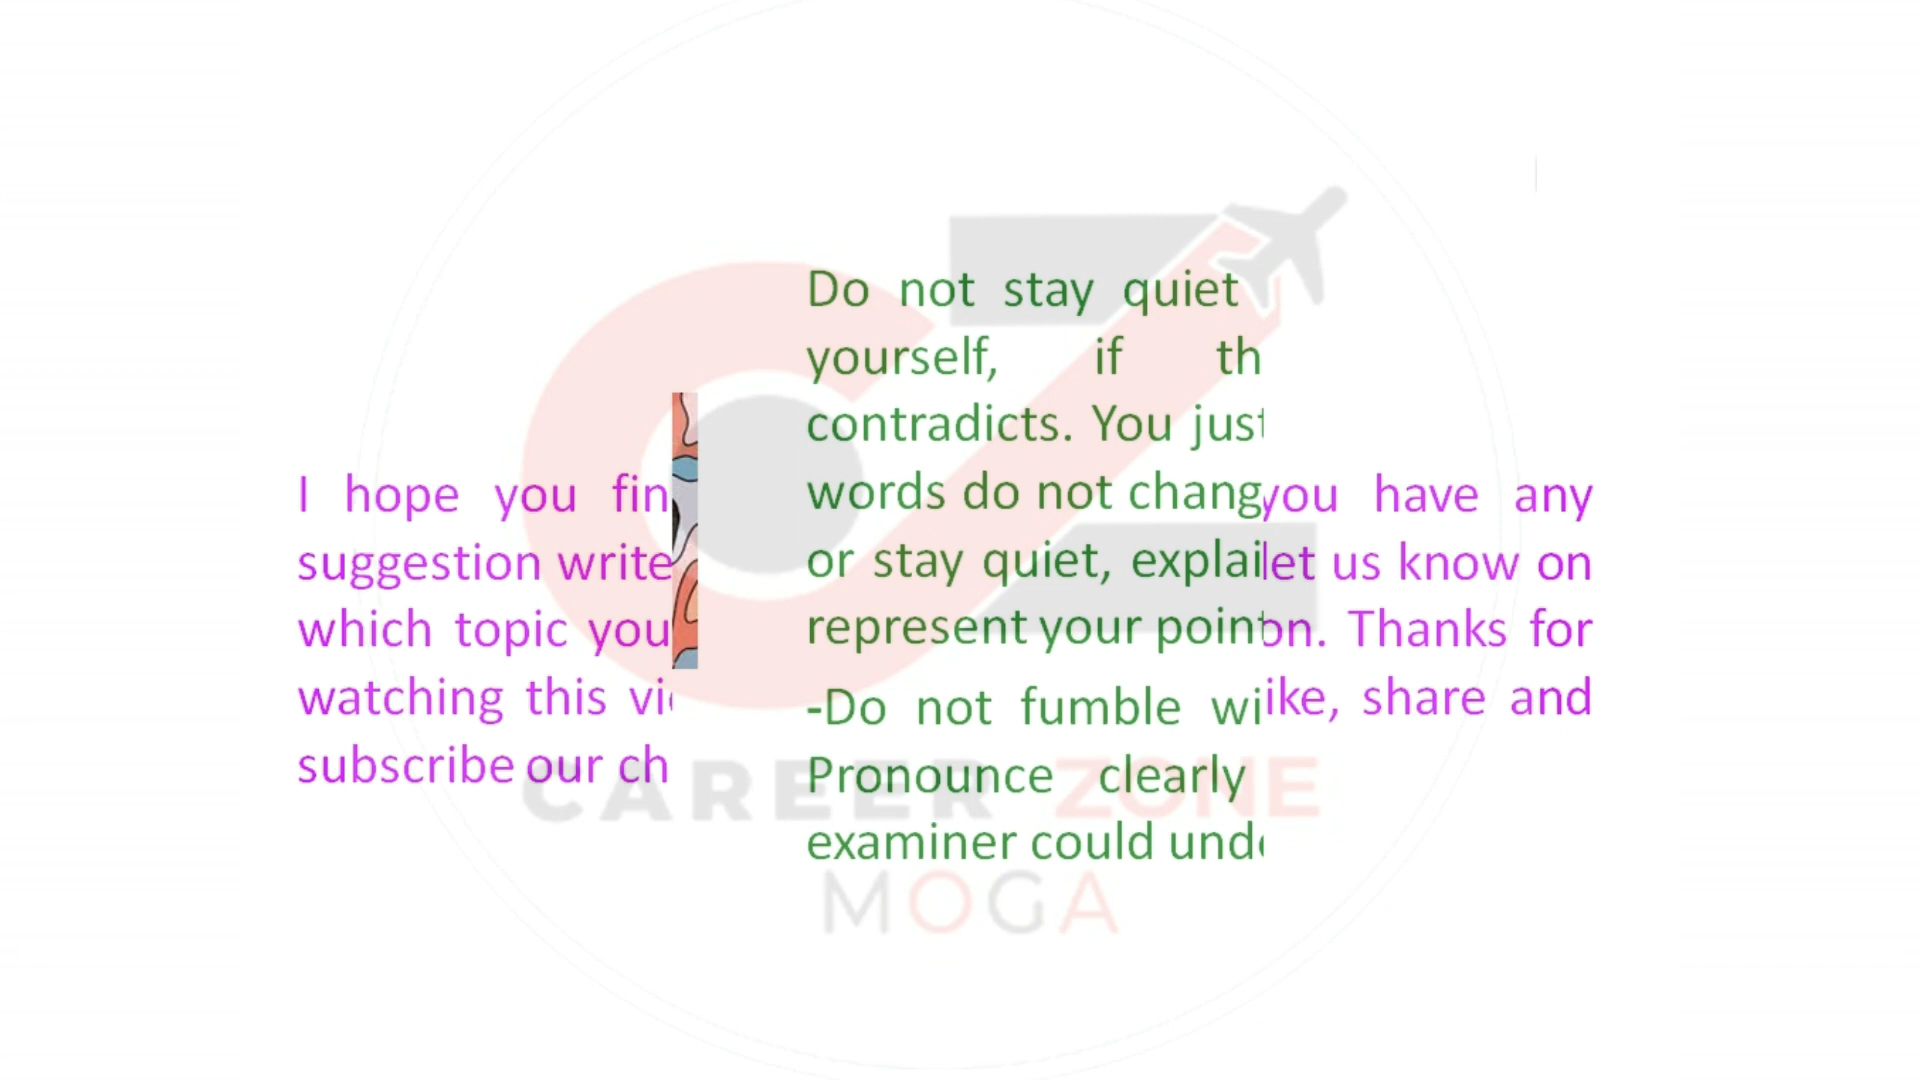 Do not stay quiet
yourself, if th
contradicts. You just
words do not chang
or stay quiet, explai
represent your point
-Do not fumble wi
Pronounce clearly
examiner could und
I hope you fin
suggestion write
which topic you
watching this vi
subscribe our ch
you have any
let us know on
on. Thanks for
ike, share and
CAREER ZONE
MOGA